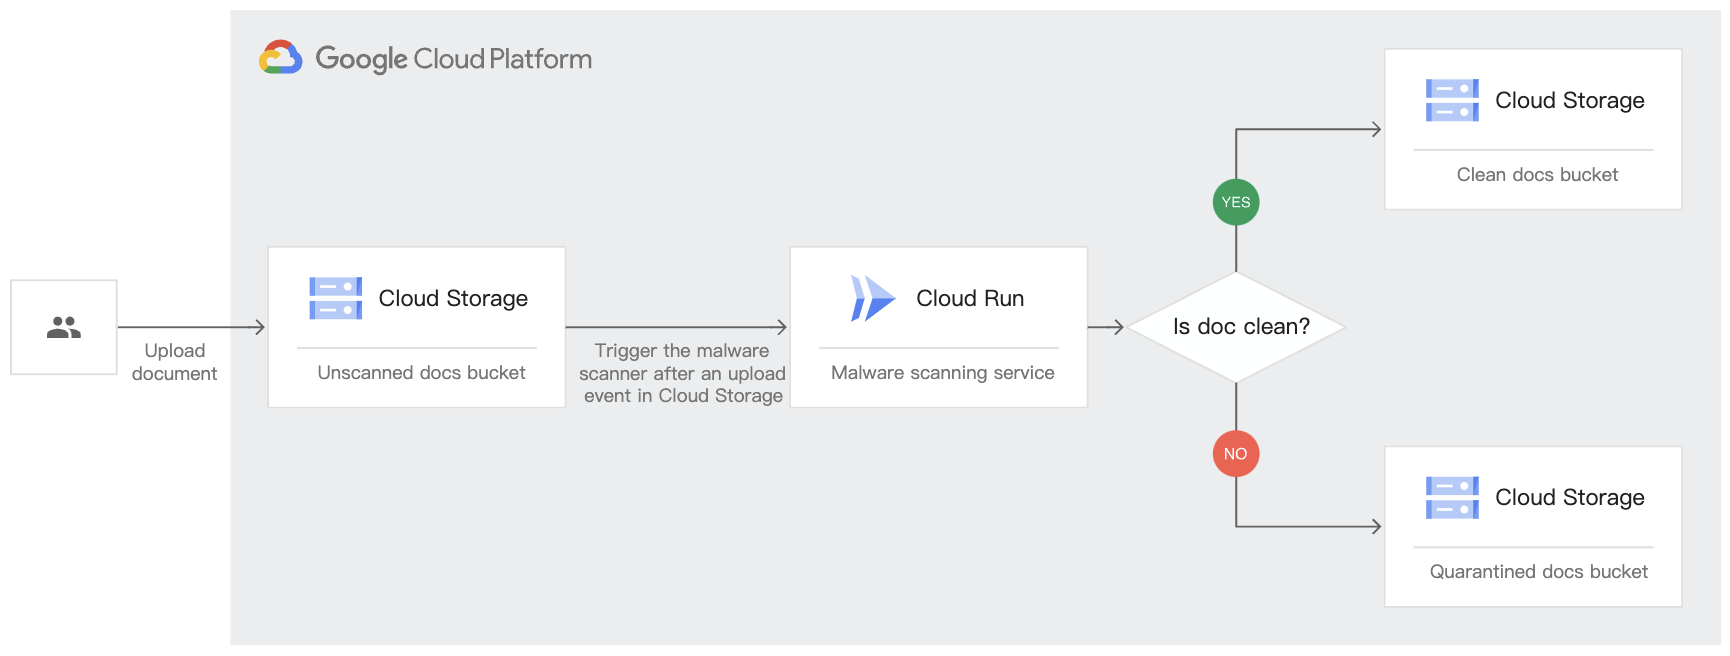 Google Cloud Platform
Upload
document
Cloud Storage
Unscanned docs bucket
Trigger the malware
scanner after an upload
event in Cloud Storage
Cloud Run
Malware scanning service
Is doc clean?
YES
Cloud Storage
Clean docs bucket
NO
Cloud Storage
Quarantined docs bucket